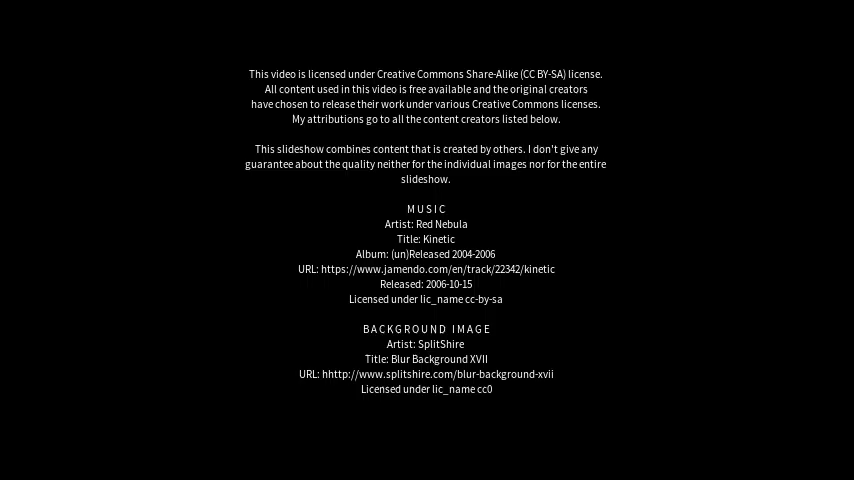 This video is licensed under Creative Commons Share-Alike (CC BY-SA) license.
All content used in this video is free available and the original creators
have chosen to release their work under various Creative Commons licenses.
My attributions go to all the content creators listed below.
This slideshow combines content that is created by others. I don't give any
guarantee about the quality neither for the individual images nor for the entire
slideshow.
MUSIC
Artist: Red Nebula
Title: Kinetic
Album: (un)Released 2004-2006
URL: https://www.jamendo.com/en/track/22342/kinetic
Released: 2006-10-15
Licensed under lic_name cc-by-sa
BACKGROUND IMAGE
Artist: SplitShire
Title: Blur Background XVII
URL: hhttp://www.splitshire.com/blur-background-xvii
Licensed under lic_name cc0